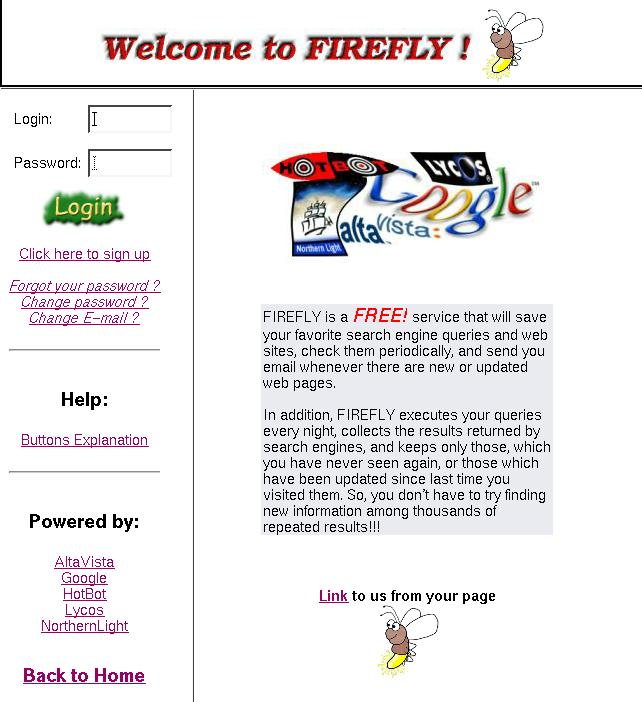 Welcome to FIREFLY !
Login:
Password:
Login
Click here to sign up
Forgot your password ?
Change password ?
Change E-mail ?
Help:
Buttons Explanation
Powered by:
AltaVista
Google
HotBot
Lycos
NorthernLight
Back to Home
HOTBOT
LYCOS
Google™
alta vista:
Northern Light
FIREFLY is a FREE! service that will save
your favorite search engine queries and web
sites, check them periodically, and send you
email whenever there are new or updated
web pages.
In addition, FIREFLY executes your queries
every night, collects the results returned by
search engines, and keeps only those, which
you have never seen again, or those which
have been updated since last time you
visited them. So, you don't have to try finding
new information among thousands of
repeated results!!!
Link to us from your page